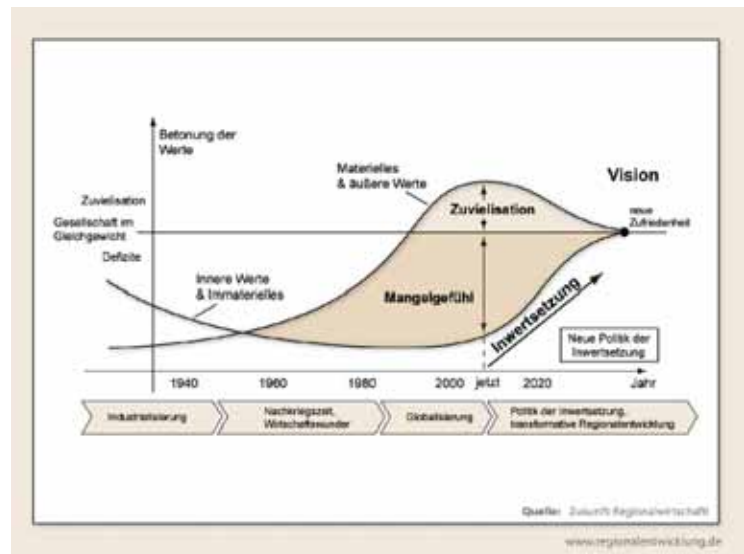 Betonung der
Werte
Materielles
& äußere Werte
Vision
Zuvielisation
Zuvielisation
neue
Zufriedenheit
Gesellschaft im
Gleichgewicht
Defizite
Innere Werte
& Immaterielles
Mangelgefühl
Inwertsetzung
Neue Politik der
Inwertsetzung
1940 1960 1980 2000 jetzt 2020 Jahr
Industrialisierung
Nachkriegszeit,
Wirtschaftswunder
Globalisierung
Politik der Inwertsetzung,
transformative Regionalentwicklung
Quelle: Zukunft Regionalwirtschaft
www.regionalentwicklung.de